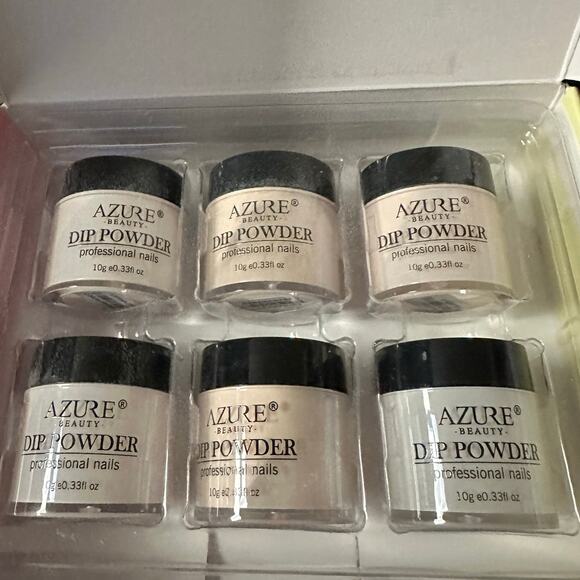 AZURE®
-BEAUTY-
DIP POWDER
professional nails
10g e0.33fl oz
AZURE®
-BEAUTY-
DIP POWDER
professional nails
10g e0.33fl oz
AZURE®
-BEAUTY-
DIP POWDER
professional nails
10g e0.33fl oz
AZURE®
-BEAUTY-
DIP POWDER
professional nails
0g e0.33fl oz
AZURE®
-BEAUTY-
DIP POWDER
professional nails
10g e0.33fl oz
AZURE®
-BEAUTY-
DIP POWDER
professional nails
10g e0.33fl oz